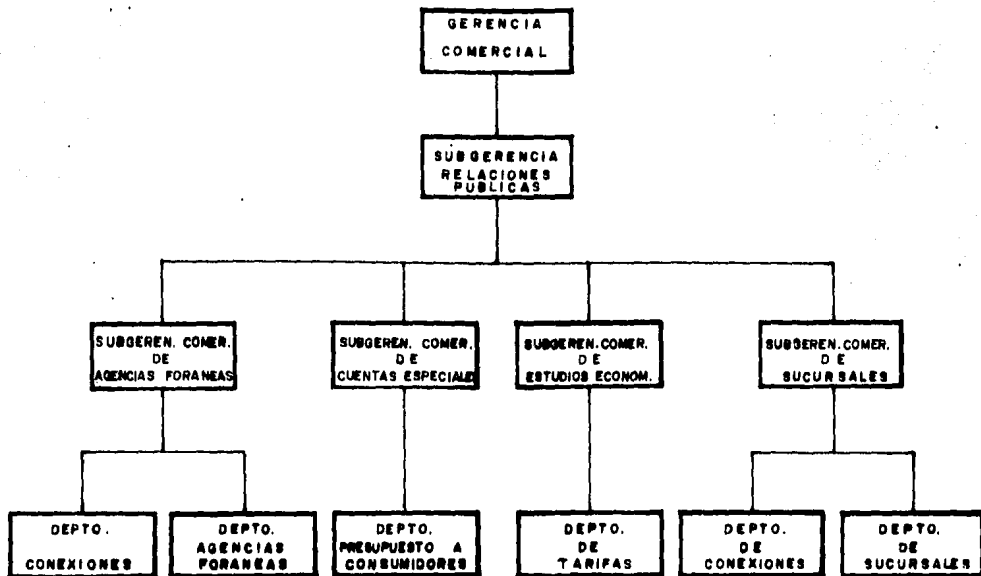 GERENCIA
COMERCIAL
SUBGERENCIA
RELACIONES
PUBLICAS
SUBGEREN. COMER.
DE
AGENCIAS FORANEAS
SUBGEREN. COMER.
DE
CUENTAS ESPECIALE
SUBGEREN. COMER.
DE
ESTUDIOS ECONOM.
SUBGEREN. COMER.
DE
SUCURSALES
DEPTO.
CONEXIONES
DEPTO.
AGENCIAS
FORANEAS
DEPTO.
PRESUPUESTO A
CONSUMIDORES
DEPTO.
DE
TARIFAS
DEPTO.
DE
CONEXIONES
DEPTO.
DE
SUCURSALES